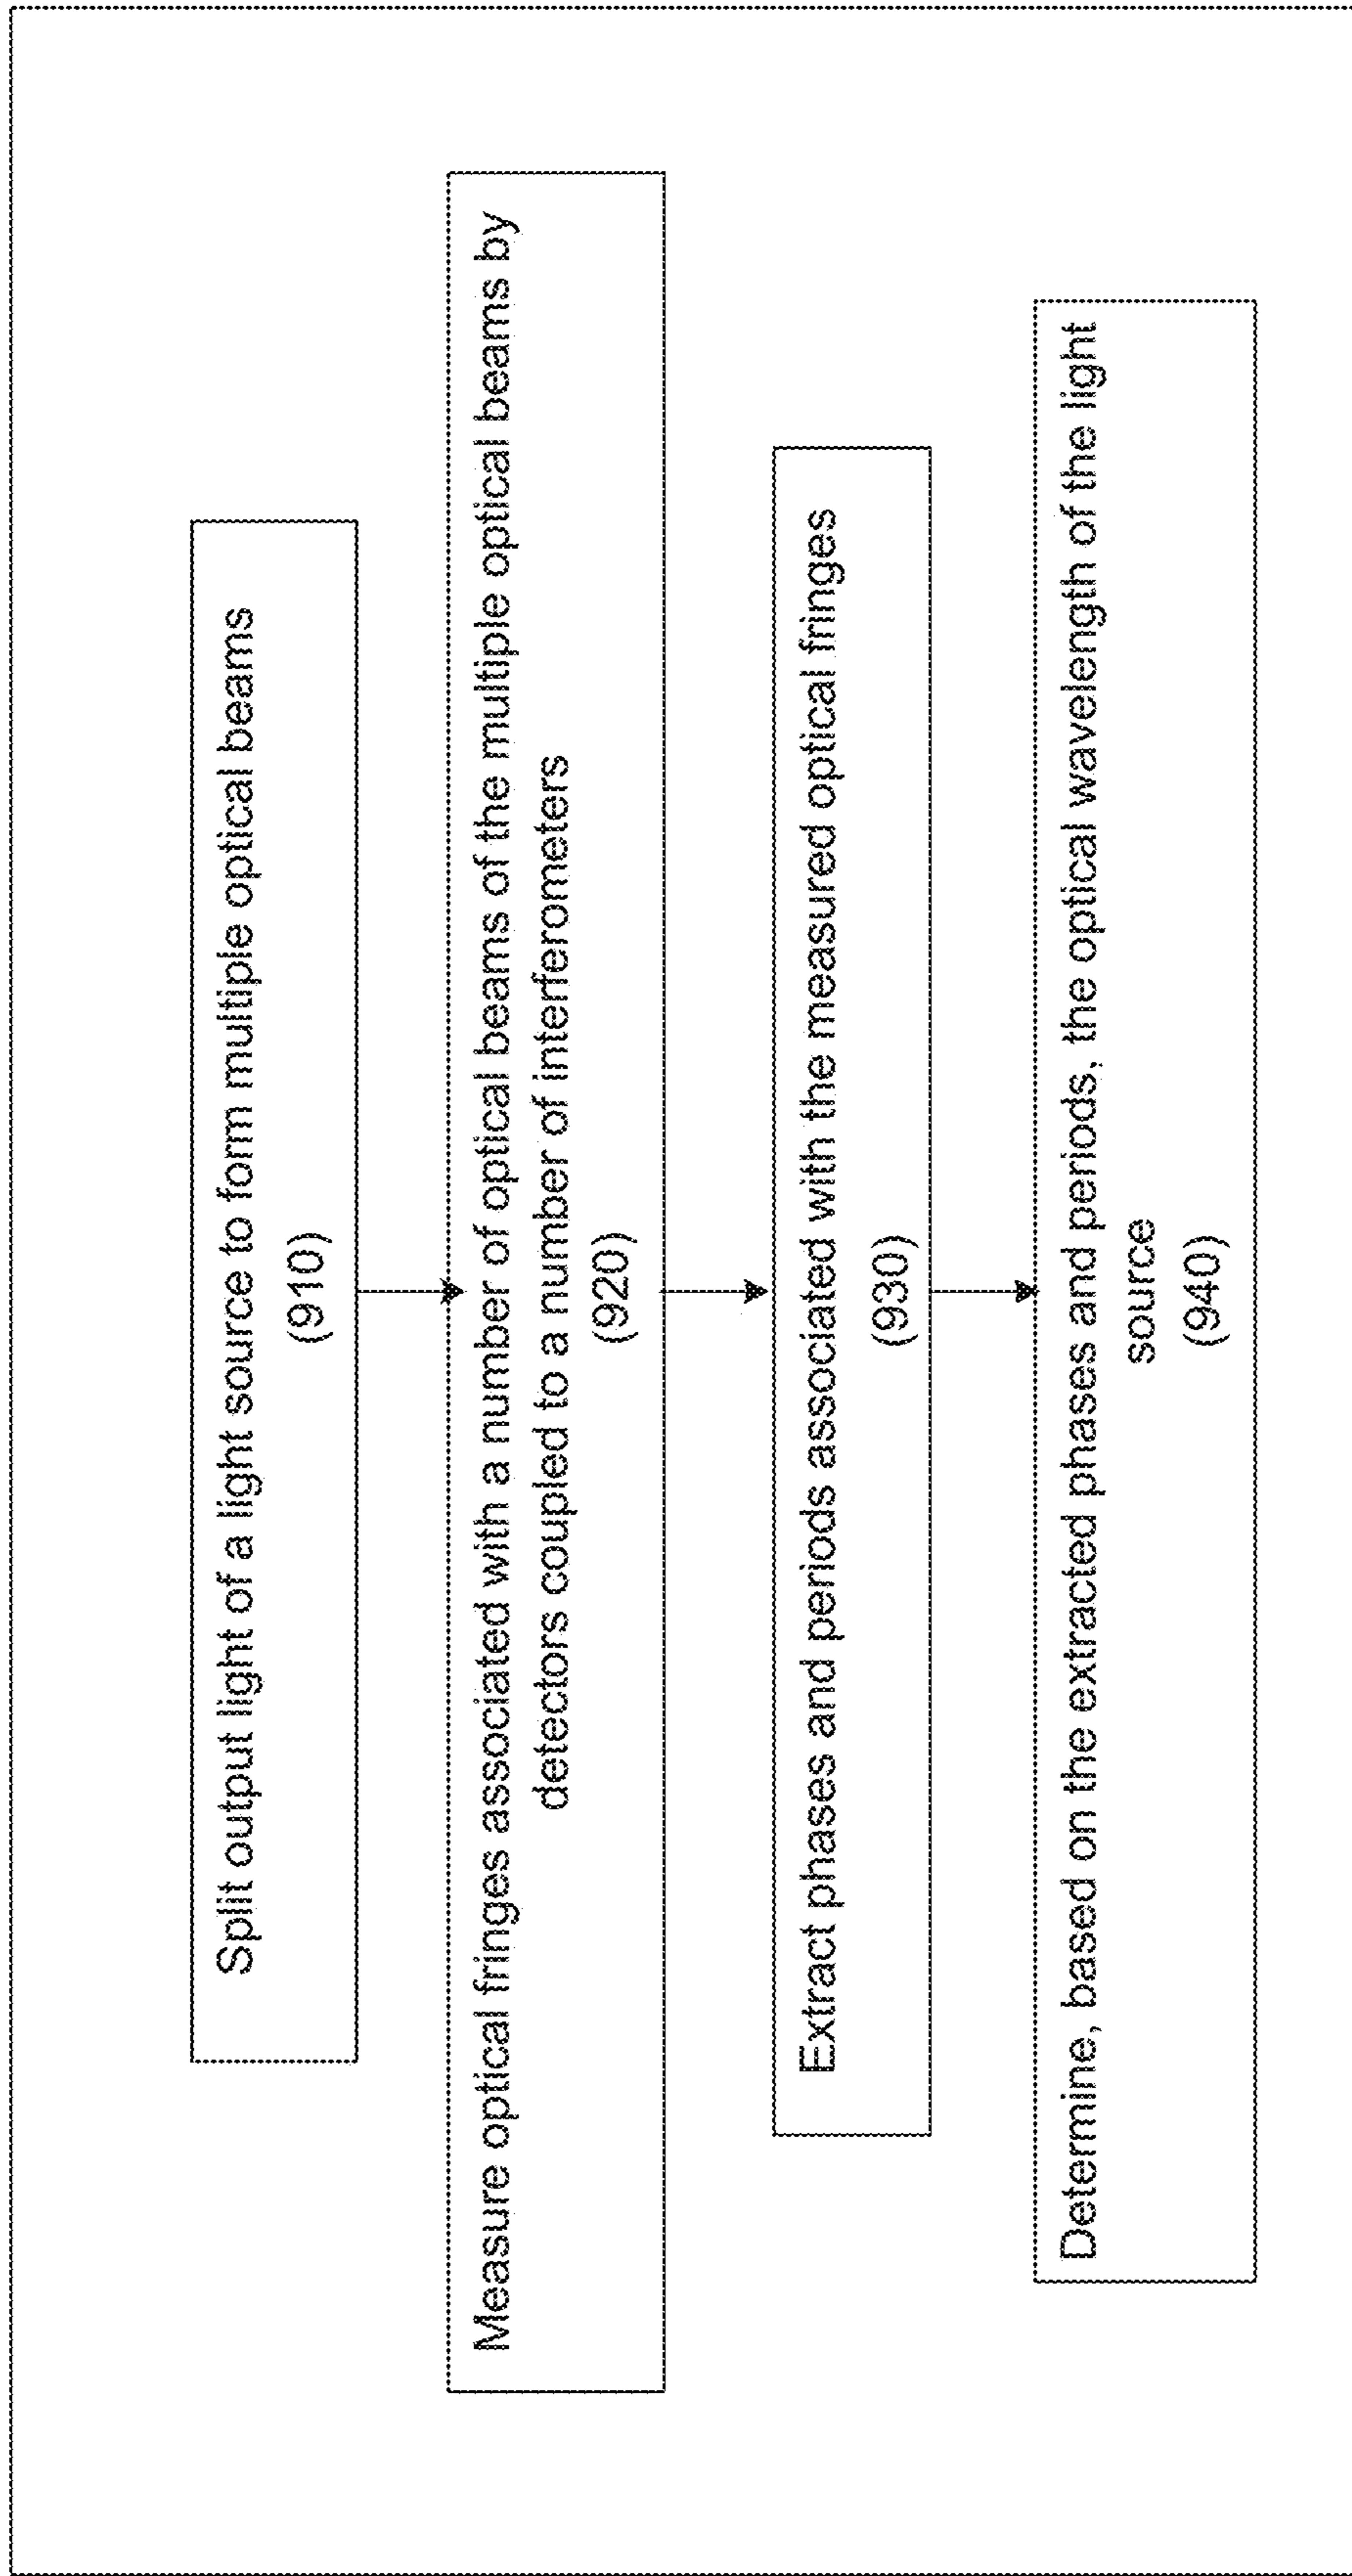 Split output light of a light source to form multiple optical beams
(910)
Measure optical fringes associated with a number of optical beams of the multiple optical beams by
detectors coupled to a number of interferometers
(920)
Extract phases and periods associated with the measured optical fringes
(930)
Determine, based on the extracted phases and periods, the optical wavelength of the light
source
(940)